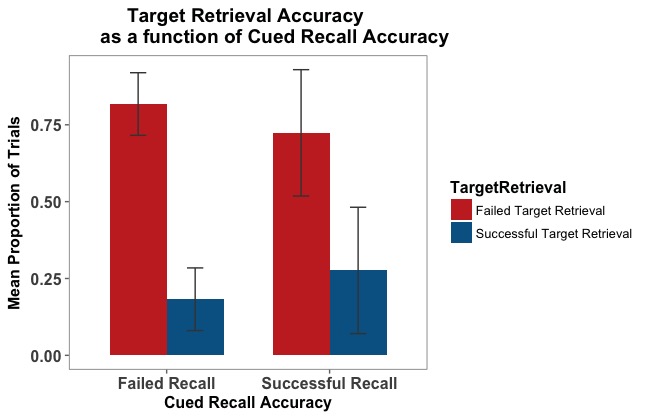 Target Retrieval Accuracy
as a function of Cued Recall Accuracy
Mean Proportion of Trials
0.75
0.50
0.25
0.00
Failed Recall
Successful Recall
Cued Recall Accuracy
TargetRetrieval
Failed Target Retrieval
Successful Target Retrieval